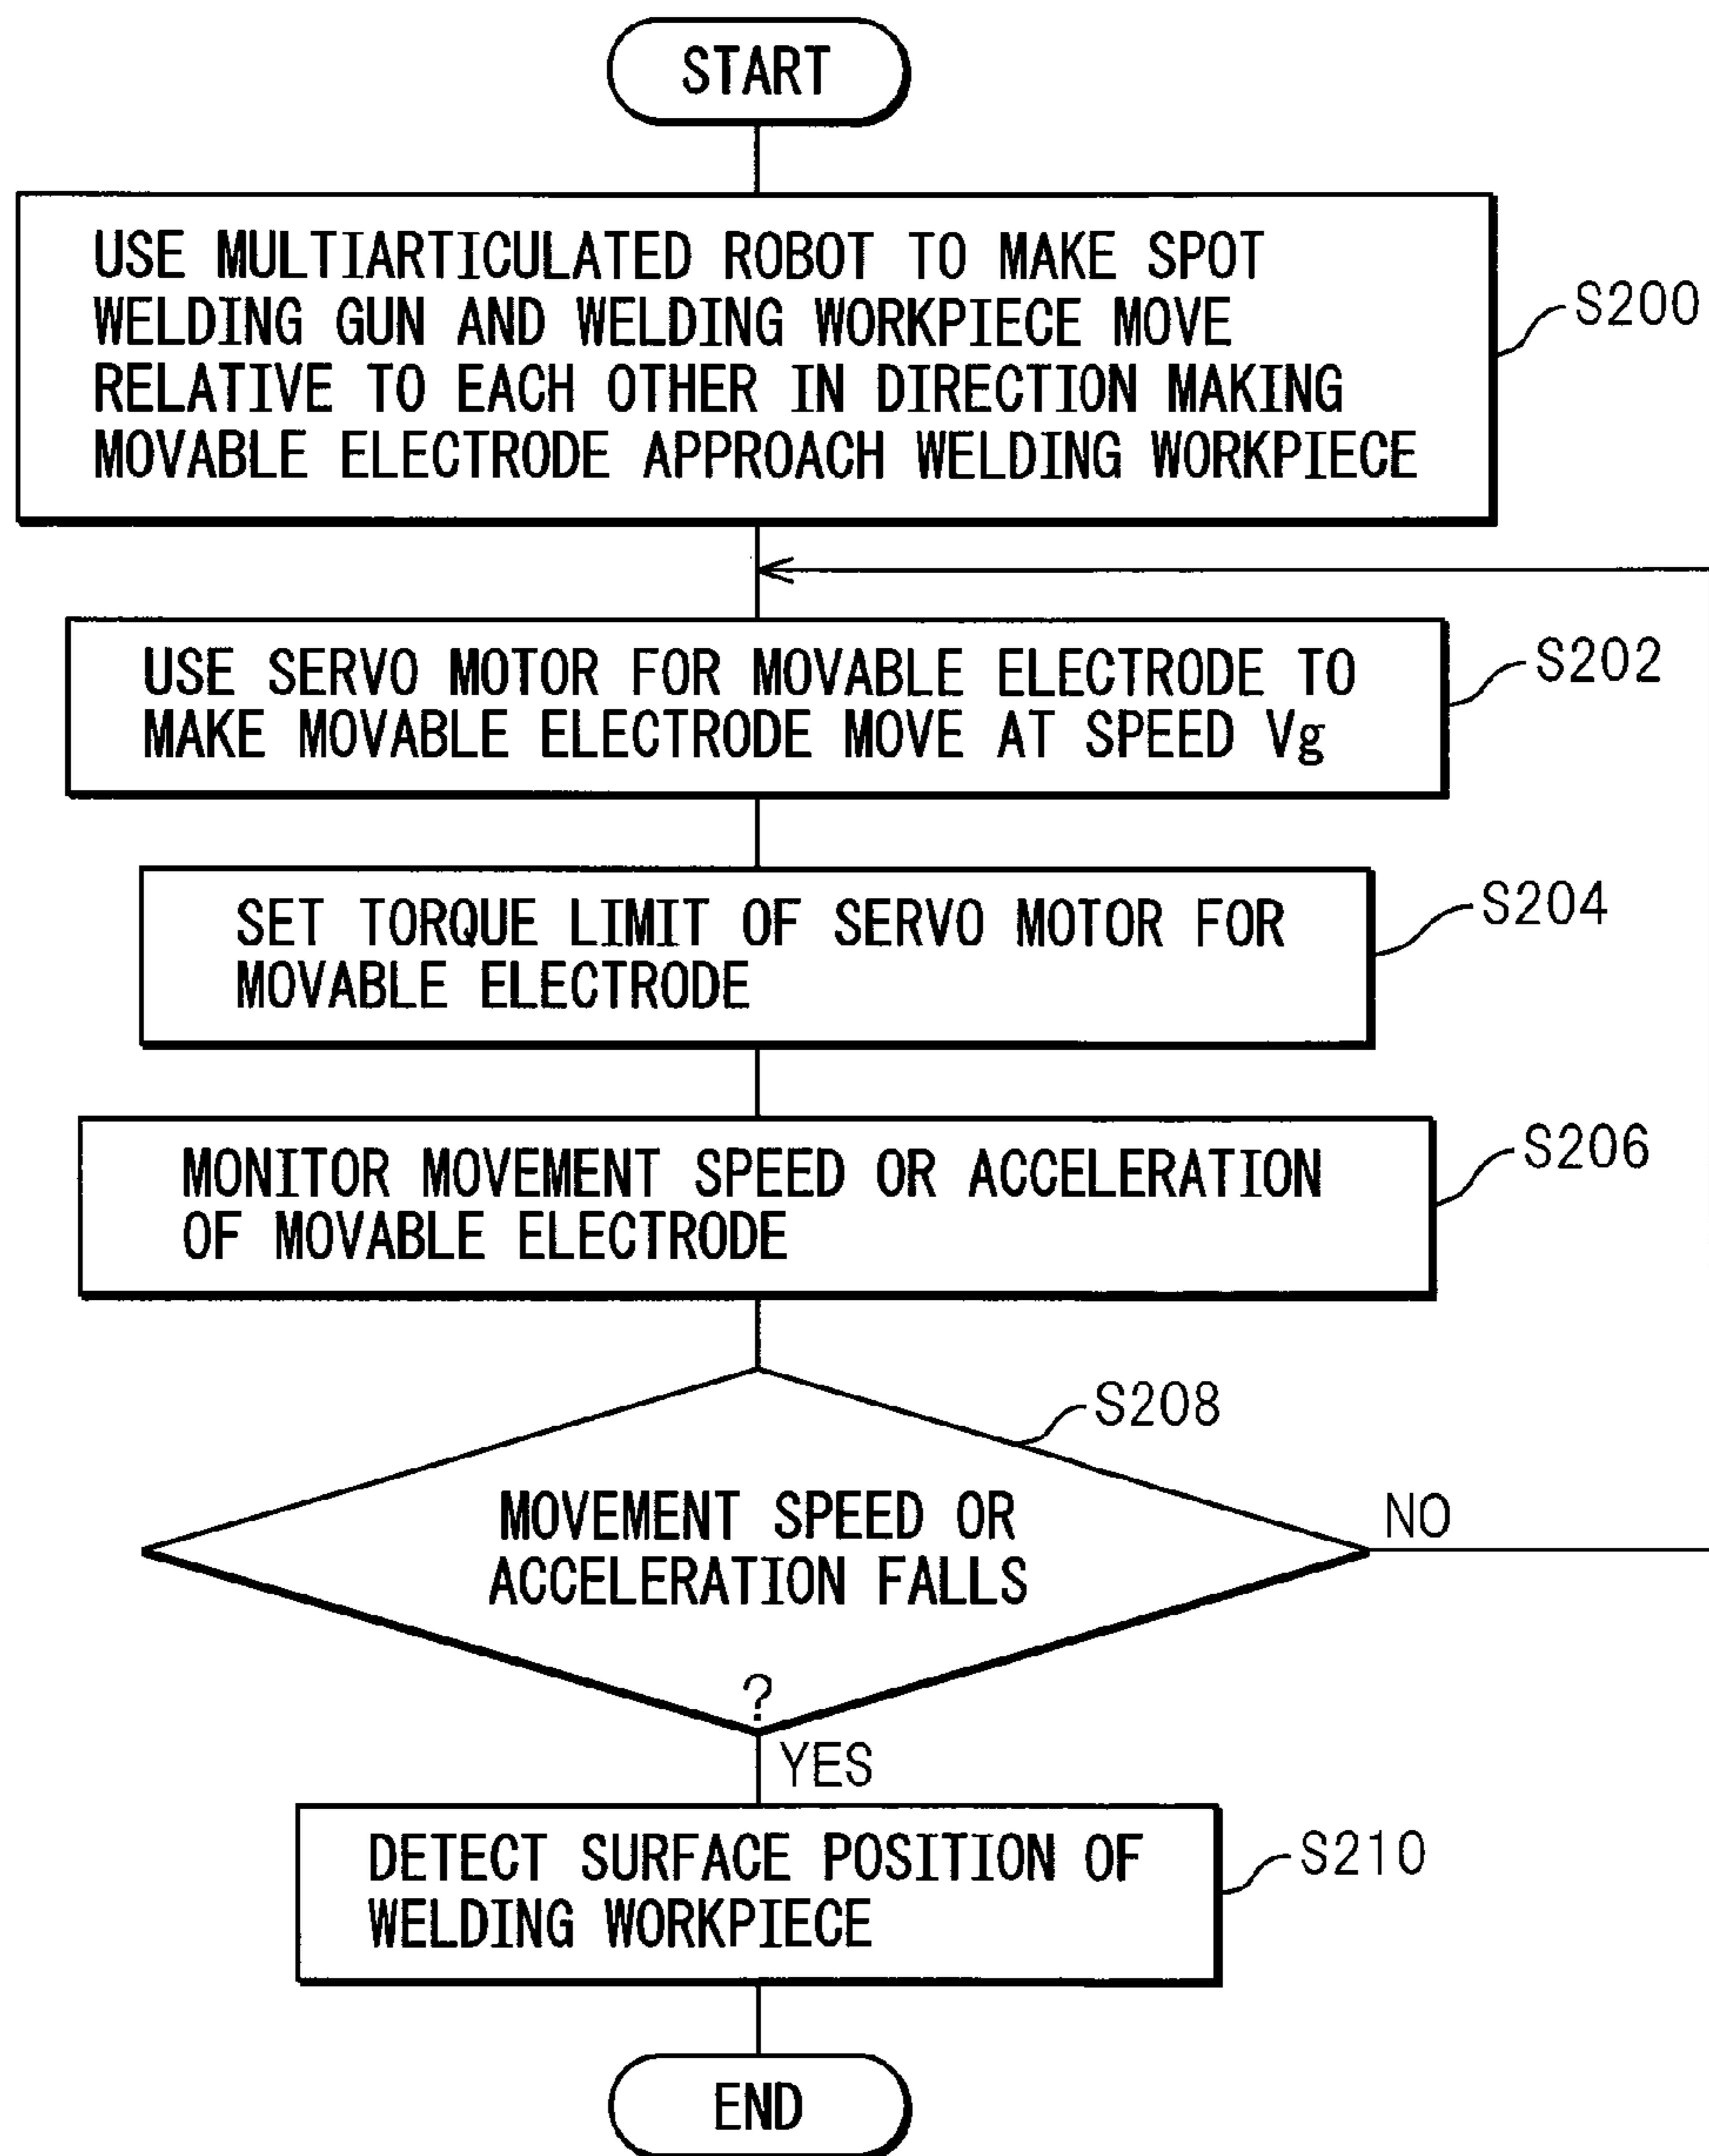 START
USE MULTIARTICULATED ROBOT TO MAKE SPOT
WELDING GUN AND WELDING WORKPIECE MOVE
RELATIVE TO EACH OTHER IN DIRECTION MAKING
MOVABLE ELECTRODE APPROACH WELDING WORKPIECE
S200
USE SERVO MOTOR FOR MOVABLE ELECTRODE TO
MAKE MOVABLE ELECTRODE MOVE AT SPEED Vg
S202
SET TORQUE LIMIT OF SERVO MOTOR FOR
MOVABLE ELECTRODE
S204
MONITOR MOVEMENT SPEED OR ACCELERATION
OF MOVABLE ELECTRODE
S206
S208
MOVEMENT SPEED OR
ACCELERATION FALLS
?
NO
YES
DETECT SURFACE POSITION OF
WELDING WORKPIECE
S210
END